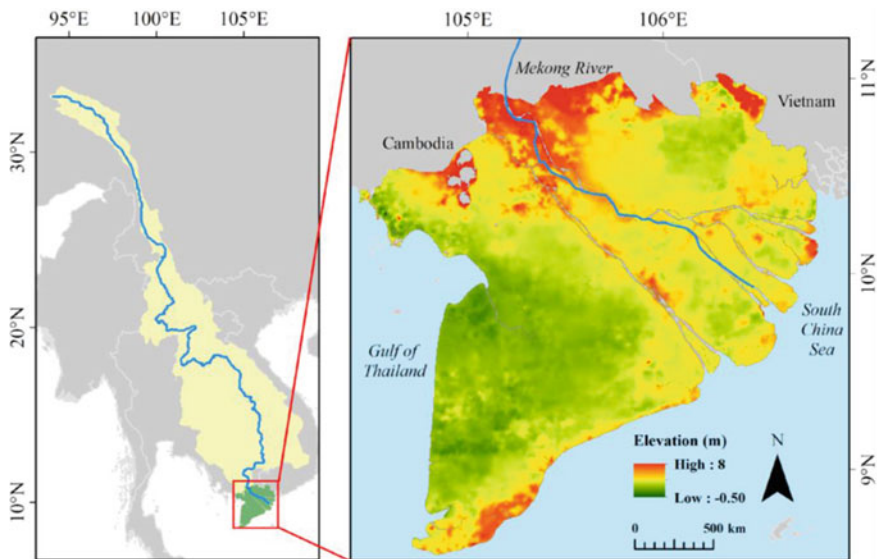 95°E 100°E 105°E
30°N
20°N
10°N
105°E 106°E
11°N
10°N
9°N
Mekong River
Vietnam
Cambodia
South
China
Sea
Gulf of
Thailand
Elevation (m)
High : 8
Low : -0.50
N
0 500 km